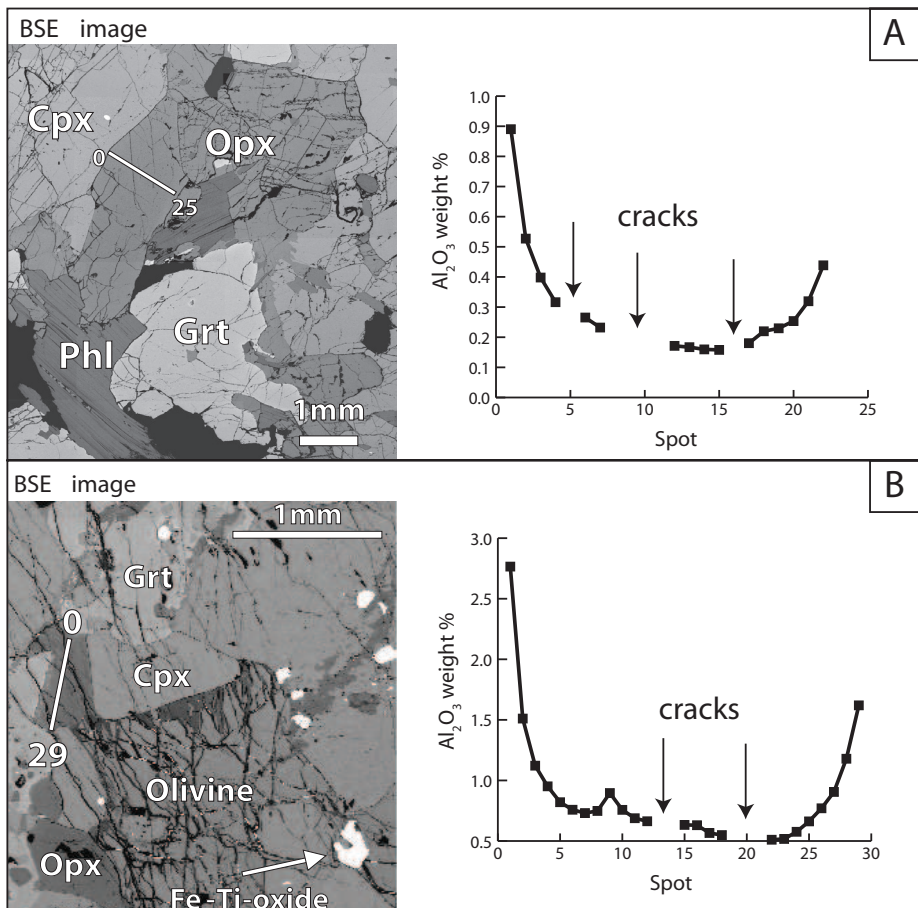 BSE image
A
Cpx
Opx
0
25
Grt
Phl
1mm
Al2O3 weight %
1.0
0.9
0.8
0.7
0.6
0.5
0.4
0.3
0.2
0.1
0.0
cracks
0 5 10 15 20 25
Spot
BSE image
B
1mm
Grt
0
Cpx
29
Olivine
Opx
Fe-Ti-oxide
Al2O3 weight %
3.0
2.5
2.0
1.5
1.0
0.5
cracks
0 5 10 15 20 25 30
Spot